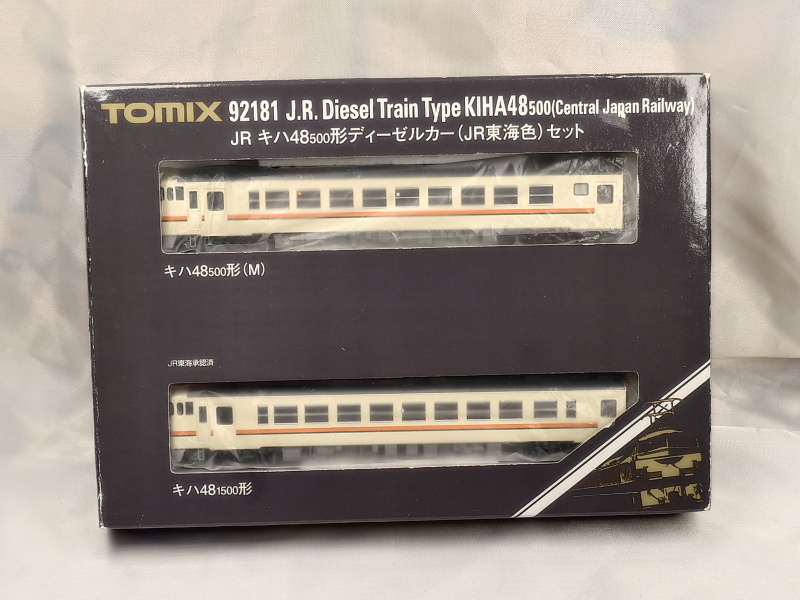 TOMIX 92181 J.R. Diesel Train Type KIHA48500(Central Japan Railway)
JR キハ48500形ディーゼルカー(JR東海色)セット
キハ48500形(M)
JR東海承認済
キハ481500形